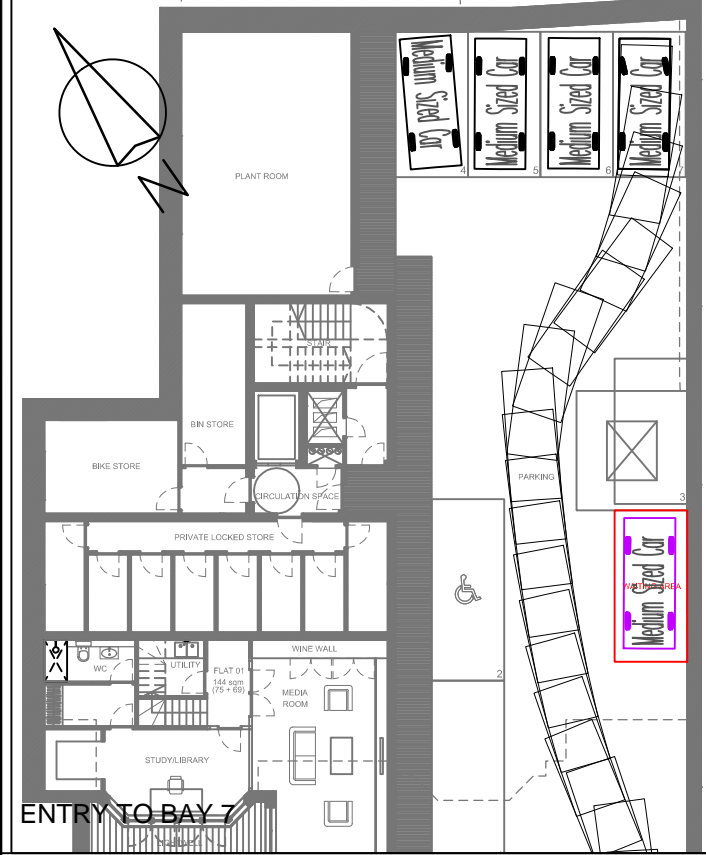 Medium Sized Car
Medium Sized Car
Medium Sized Car
Medium Sized Car
4
5
6
7
N
PLANT ROOM
STAIR
BIN STORE
BIKE STORE
CIRCULATION SPACE
PARKING
3
PRIVATE LOCKED STORE
Medium Sized Car
WAITING AREA
WINE WALL
WC
UTILITY
FLAT 01
144 sqm
(75 + 69)
2
MEDIA
ROOM
STUDY/LIBRARY
ENTRY TO BAY 7